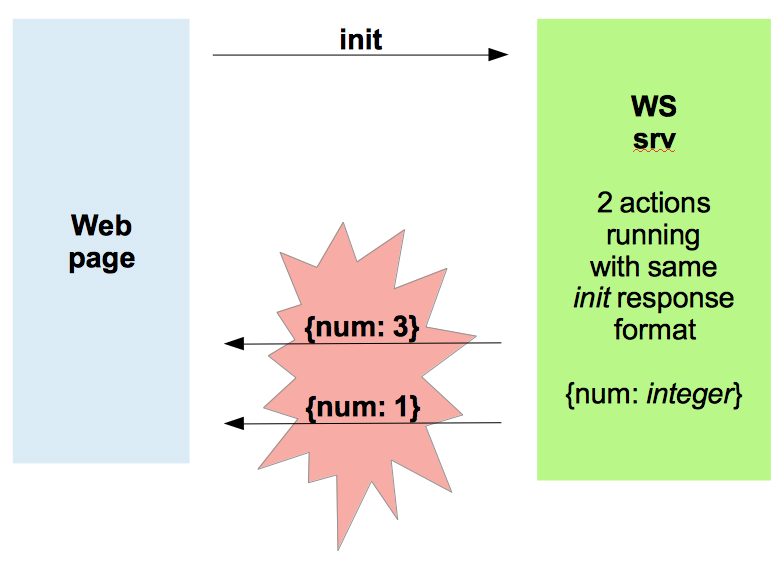 init
WS
srv
2 actions
running
with same
init response
format
{num: integer}
Web
page
{num: 3}
{num: 1}